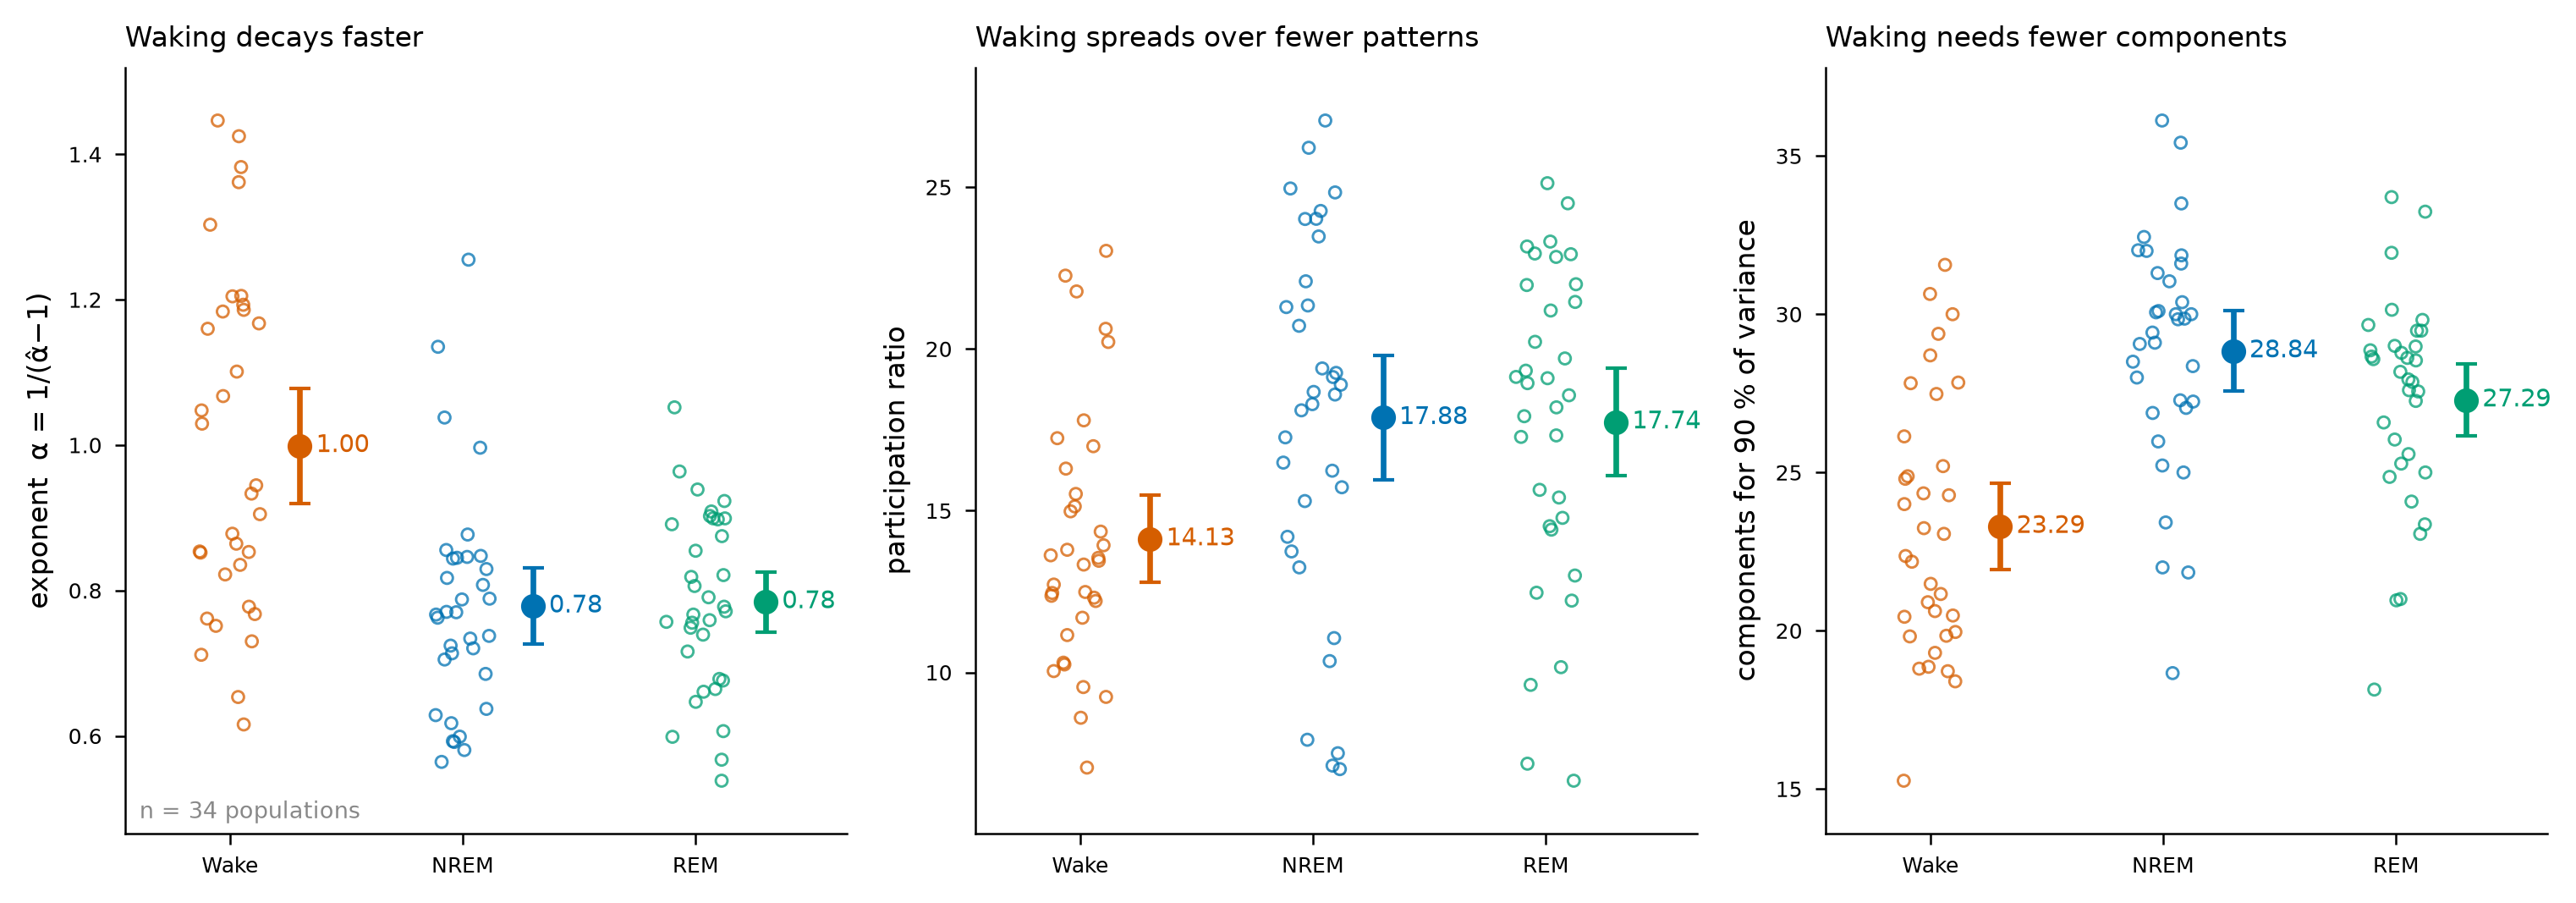 Waking decays faster
exponent  α = 1/(α̂−1)
1.4
1.2
1.0
0.8
0.6
1.00
0.78
0.78
n = 34 populations
Wake
NREM
REM
Waking spreads over fewer patterns
participation ratio
25
20
15
10
14.13
17.88
17.74
Wake
NREM
REM
Waking needs fewer components
components for 90 % of variance
35
30
25
20
15
23.29
28.84
27.29
Wake
NREM
REM